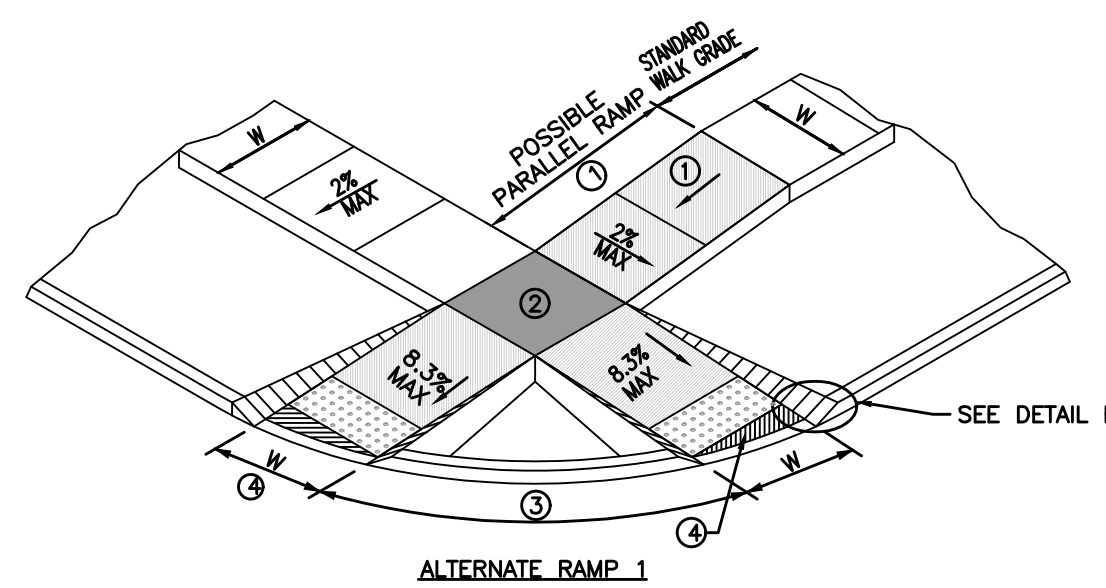 STANDARD
WALK GRADE
POSSIBLE
PARALLEL RAMP
①
W
W
①
2%
MAX
2%
MAX
②
8.3%
MAX
8.3%
MAX
SEE DETAIL
W
④
③
W
④
ALTERNATE RAMP 1